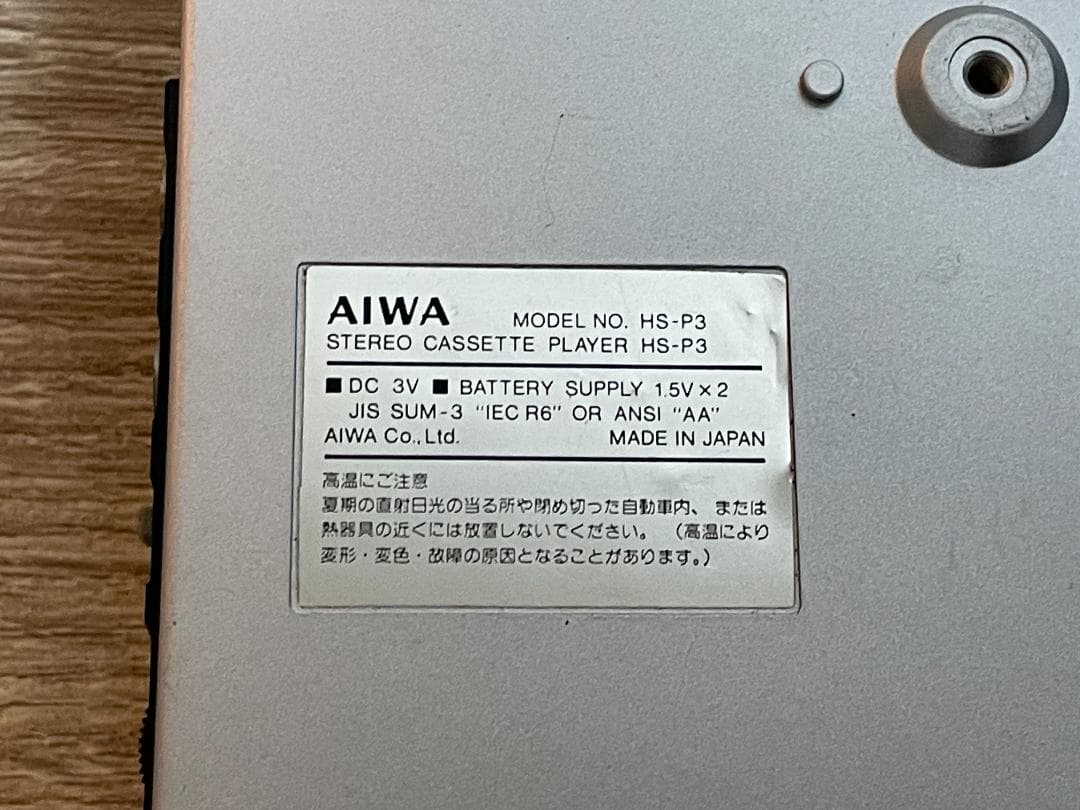 AIWA MODEL NO. HS-P3
STEREO CASSETTE PLAYER HS-P3
■ DC 3V ■ BATTERY SUPPLY 1.5V×2
JIS SUM-3 "IEC R6" OR ANSI "AA"
AIWA Co., Ltd. MADE IN JAPAN
高温にご注意
夏期の直射日光の当る所や閉め切った自動車内、または
熱器具の近くには放置しないでください。（高温により
変形・変色・故障の原因となることがあります。）